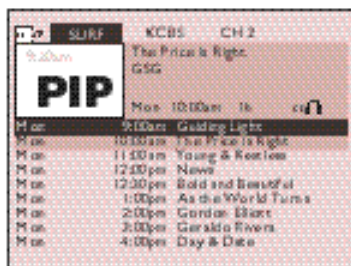 SURF KCBS CH 2
9:30am The Price Is Right
GSG
PIP
Mon 10:00am 1h cc
Mon 9:00am Guiding Light
Mon 10:00am The Price Is Right
Mon 11:00am Young & Restless
Mon 12:00pm News
Mon 12:30pm Bold and Beautiful
Mon 1:00pm As the World Turns
Mon 2:00pm Gordon Elliott
Mon 3:00pm Geraldo Rivera
Mon 4:00pm Day & Date